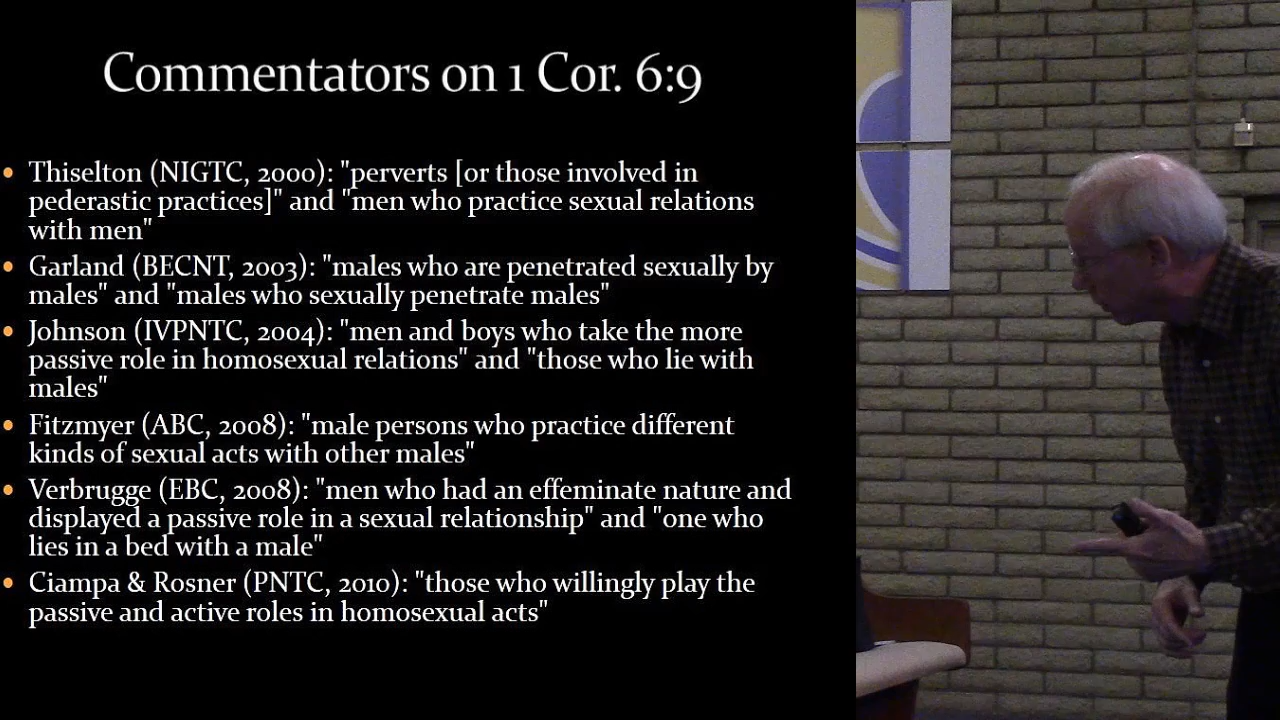 Commentators on 1 Cor. 6:9
• Thiselton (NIGTC, 2000): "perverts [or those involved in
pederastic practices]" and "men who practice sexual relations
with men"
• Garland (BECNT, 2003): "males who are penetrated sexually by
males" and "males who sexually penetrate males"
• Johnson (IVPNTC, 2004): "men and boys who take the more
passive role in homosexual relations" and "those who lie with
males"
• Fitzmyer (ABC, 2008): "male persons who practice different
kinds of sexual acts with other males"
• Verbrugge (EBC, 2008): "men who had an effeminate nature and
displayed a passive role in a sexual relationship" and "one who
lies in a bed with a male"
• Ciampa & Rosner (PNTC, 2010): "those who willingly play the
passive and active roles in homosexual acts"